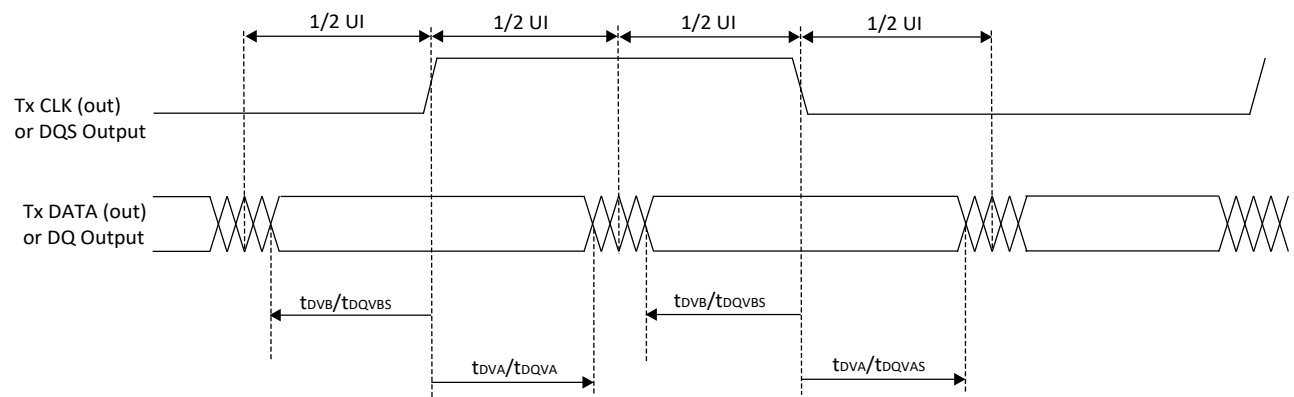 1/2 UI 1/2 UI 1/2 UI 1/2 UI
Tx CLK (out)
or DQS Output
Tx DATA (out)
or DQ Output
tDVB/tDQVBS tDVB/tDQVBS
tDVA/tDQVA tDVA/tDQVAS